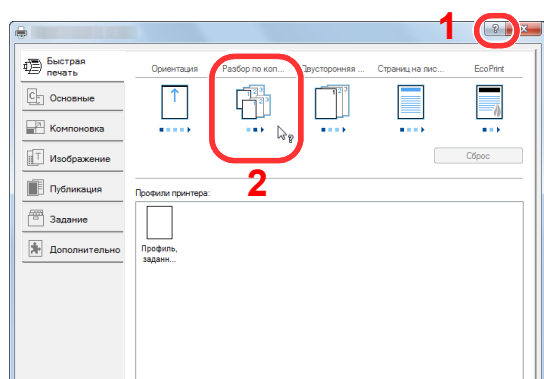 1
?
x
Быстрая
печать
Основные
Компоновка
Изображение
Публикация
Задание
Дополнительно
Ориентация
Разбор по коп...
Двусторонняя ...
Страниц на лис...
EcoPrint
2
Сброс
Профили принтера:
Профиль,
заданн...